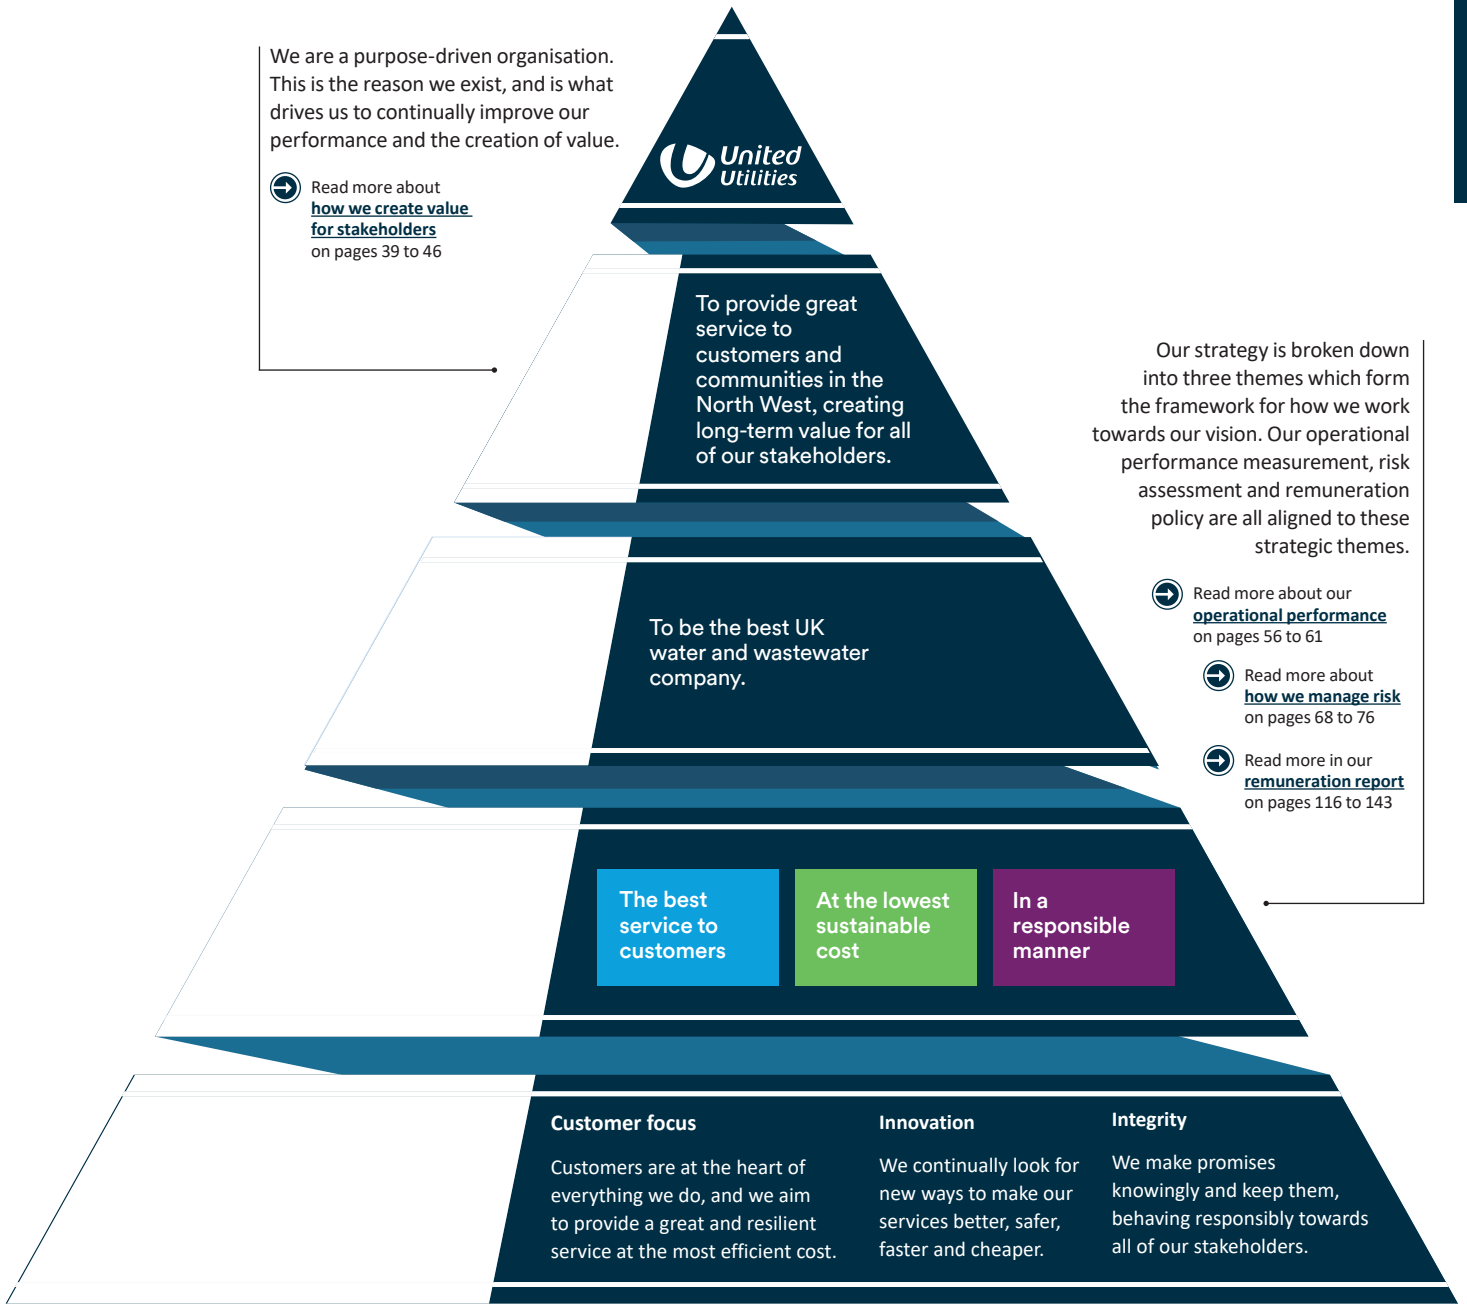 We are a purpose-driven organisation.
This is the reason we exist, and is what
drives us to continually improve our
performance and the creation of value.
Read more about
how we create value
for stakeholders
on pages 39 to 46
United
Utilities
To provide great
service to
customers and
communities in the
North West, creating
long-term value for all
of our stakeholders.
Our strategy is broken down
into three themes which form
the framework for how we work
towards our vision. Our operational
performance measurement, risk
assessment and remuneration
policy are all aligned to these
strategic themes.
Read more about our
operational performance
on pages 56 to 61
Read more about
how we manage risk
on pages 68 to 76
Read more in our
remuneration report
on pages 116 to 143
To be the best UK
water and wastewater
company.
The best
service to
customers
At the lowest
sustainable
cost
In a
responsible
manner
Customer focus
Customers are at the heart of
everything we do, and we aim
to provide a great and resilient
service at the most efficient cost.
Innovation
We continually look for
new ways to make our
services better, safer,
faster and cheaper.
Integrity
We make promises
knowingly and keep them,
behaving responsibly towards
all of our stakeholders.